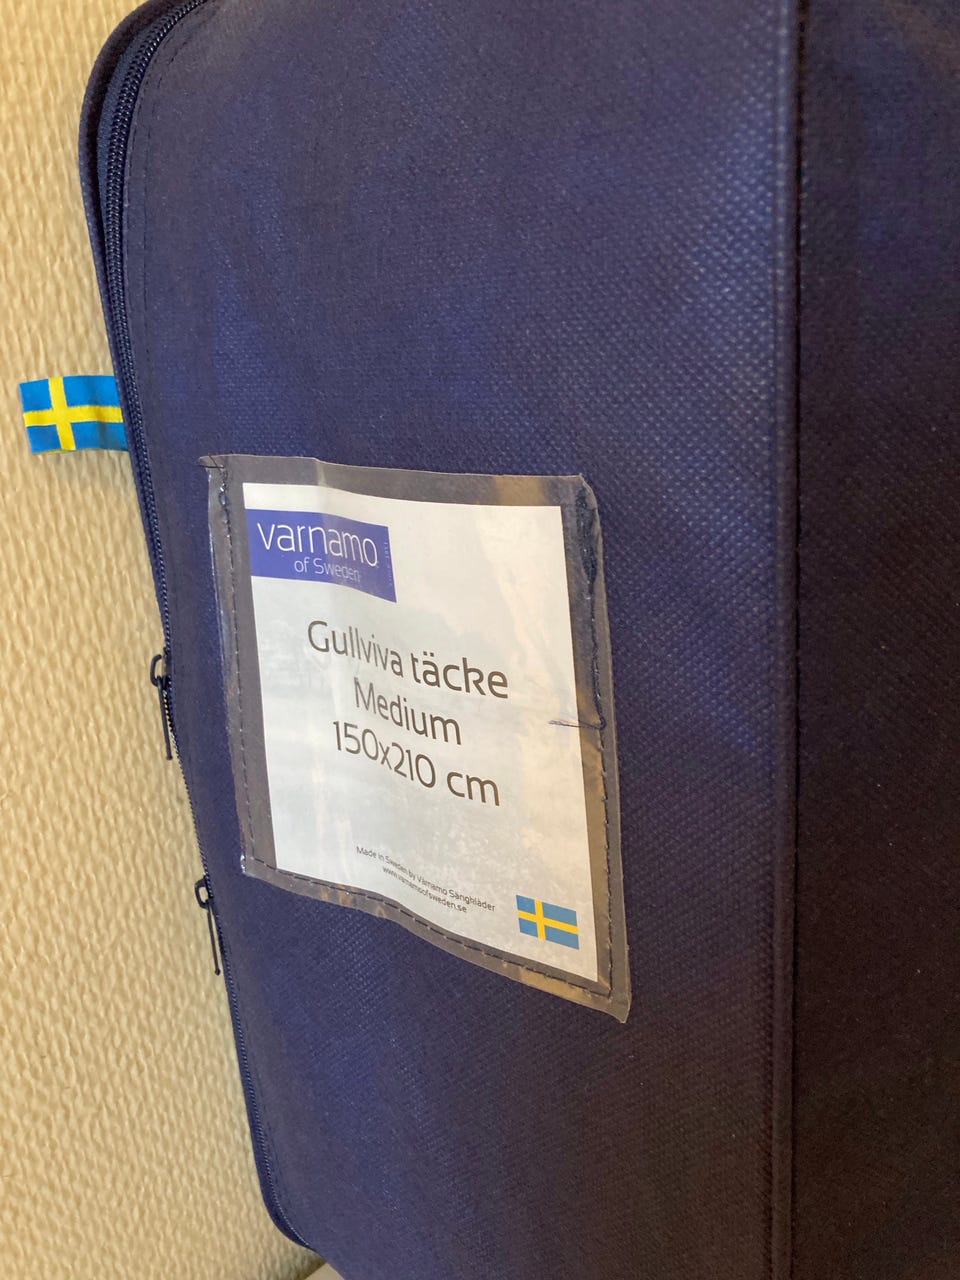 varnamo
of Sweden
Gullviva täcke
Medium
150x210 cm
Made in Sweden by Värnamo Sängkläder
www.varnamoofsweden.se